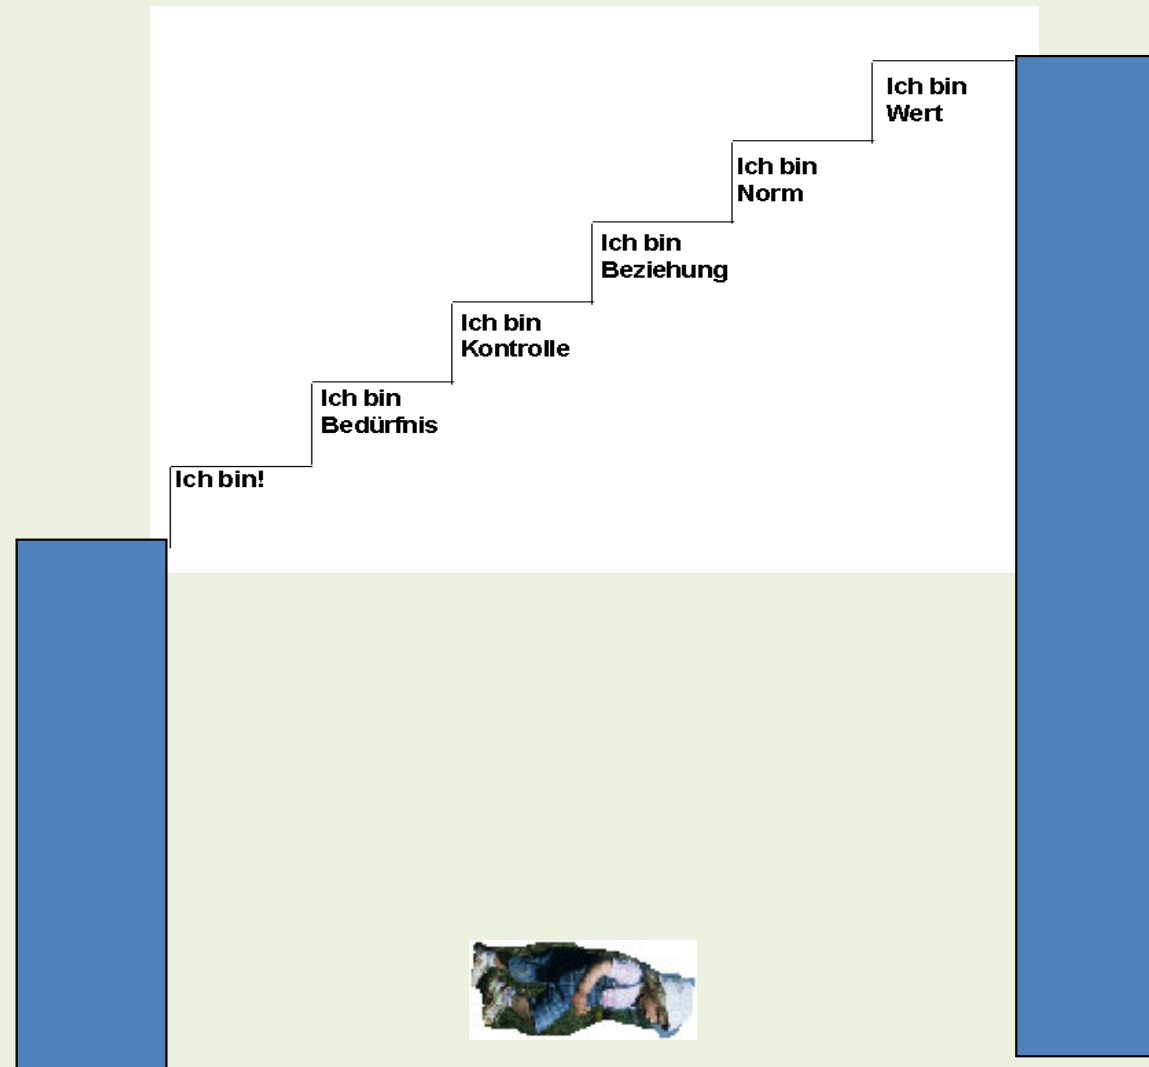 Ich bin
Wert
Ich bin
Norm
Ich bin
Beziehung
Ich bin
Kontrolle
Ich bin
Bedürfnis
Ich bin!